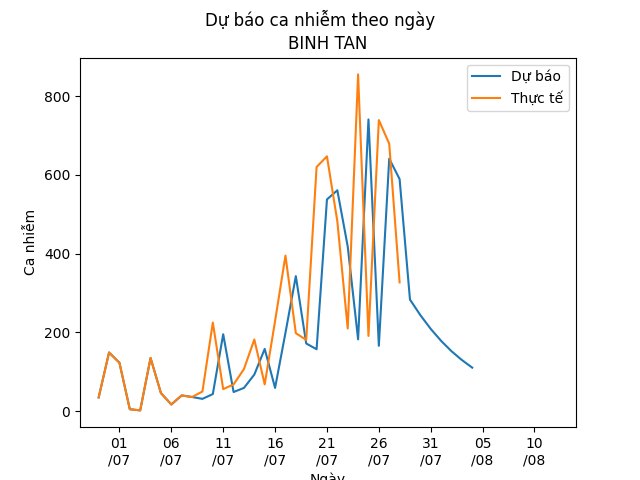 Dự báo ca nhiễm theo ngày
BINH TAN
Dự báo
Thực tế
Ca nhiễm
800
600
400
200
0
01 06 11 16 21 26 31 05 10
/07 /07 /07 /07 /07 /07 /07 /08 /08
Ngày